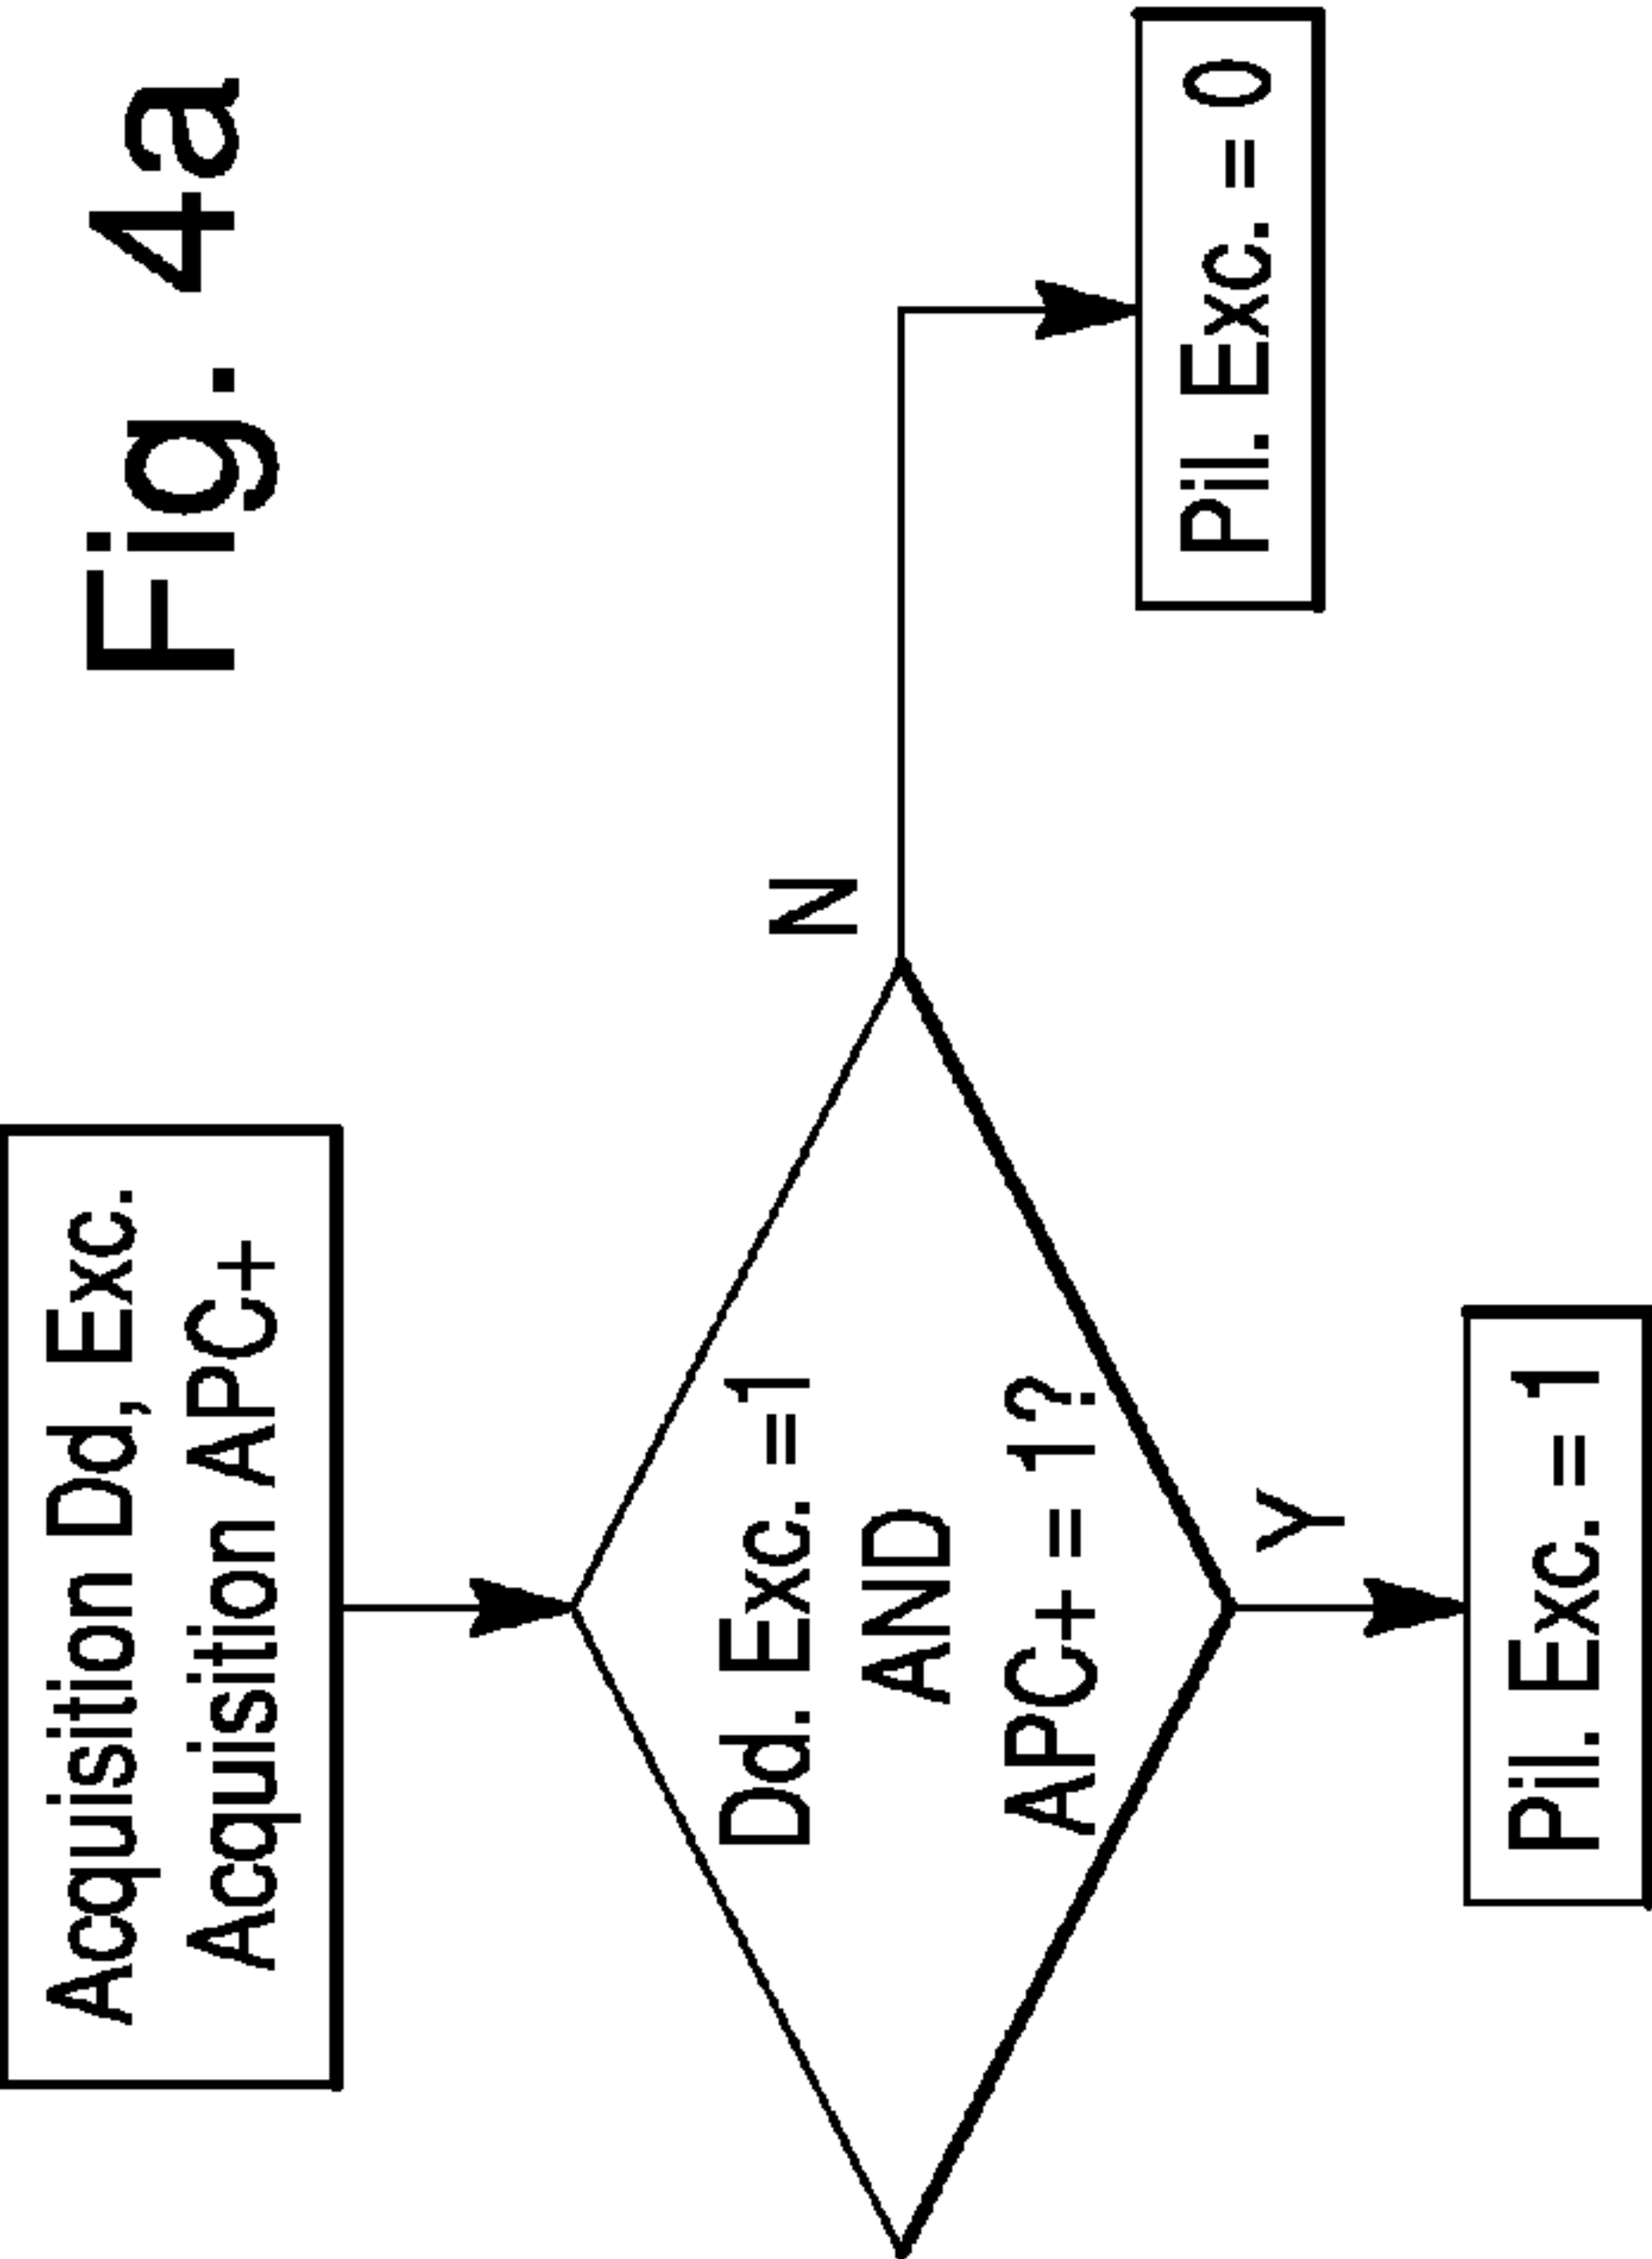 Fig. 4a
Acquisition Dd, Exc.
Acquisition APC+
Dd. Exc. =1
AND
APC+ = 1?
N
Y
Pil. Exc. = 0
Pil. Exc. = 1